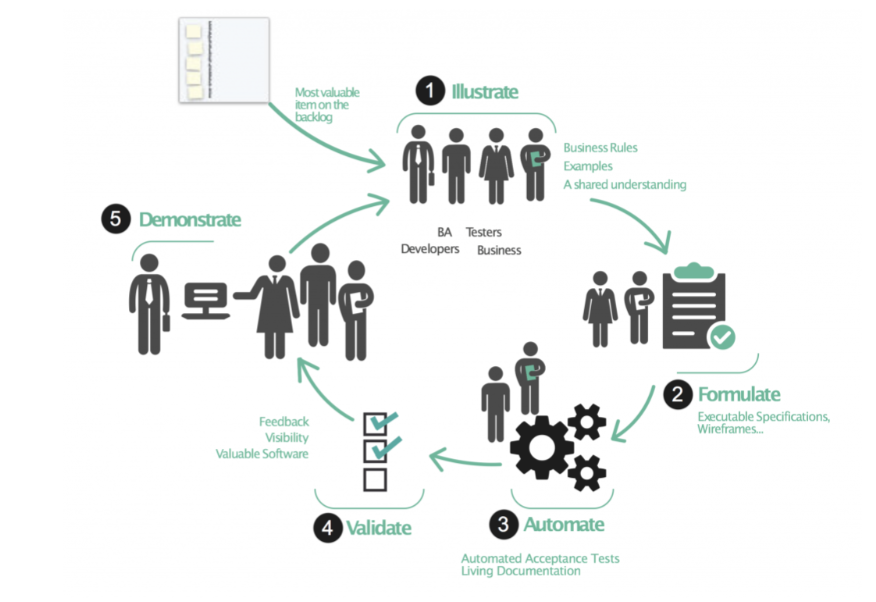 Most valuable
item on the
backlog
1 Illustrate
Business Rules
Examples
A shared understanding
BA Testers
Developers Business
2 Formulate
Executable Specifications,
Wireframes...
3 Automate
Automated Acceptance Tests
Living Documentation
4 Validate
Feedback
Visibility
Valuable Software
5 Demonstrate